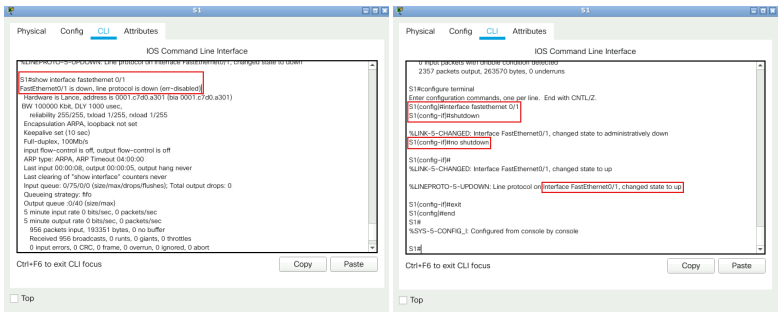 S1
Physical Config CLI Attributes
IOS Command Line Interface
%LINEPROTO-5-UPDOWN: Line protocol on Interface FastEthernet0/1, changed state to down
S1#show interface fastethernet 0/1
FastEthernet0/1 is down, line protocol is down (err-disabled)
Hardware is Lance, address is 0001.c7d0.a301 (bia 0001.c7d0.a301)
BW 100000 Kbit, DLY 1000 usec,
reliability 255/255, txload 1/255, rxload 1/255
Encapsulation ARPA, loopback not set
Keepalive set (10 sec)
Full-duplex, 100Mb/s
input flow-control is off, output flow-control is off
ARP type: ARPA, ARP Timeout 04:00:00
Last input 00:00:08, output 00:00:05, output hang never
Last clearing of "show interface" counters never
Input queue: 0/75/0/0 (size/max/drops/flushes); Total output drops: 0
Queueing strategy: fifo
Output queue :0/40 (size/max)
5 minute input rate 0 bits/sec, 0 packets/sec
5 minute output rate 0 bits/sec, 0 packets/sec
956 packets input, 193351 bytes, 0 no buffer
Received 956 broadcasts, 0 runts, 0 giants, 0 throttles
0 input errors, 0 CRC, 0 frame, 0 overrun, 0 ignored, 0 abort
Ctrl+F6 to exit CLI focus
Copy Paste
Top
S1
Physical Config CLI Attributes
IOS Command Line Interface
0 input packets with dribble condition detected
2357 packets output, 263570 bytes, 0 underruns
S1#configure terminal
Enter configuration commands, one per line. End with CNTL/Z.
S1(config)#interface fastethernet 0/1
S1(config-if)#shutdown
%LINK-5-CHANGED: Interface FastEthernet0/1, changed state to administratively down
S1(config-if)#no shutdown
S1(config-if)#
%LINK-5-CHANGED: Interface FastEthernet0/1, changed state to up
%LINEPROTO-5-UPDOWN: Line protocol on Interface FastEthernet0/1, changed state to up
S1(config-if)#exit
S1(config)#end
S1#
%SYS-5-CONFIG_I: Configured from console by console
S1#
Ctrl+F6 to exit CLI focus
Copy Paste
Top